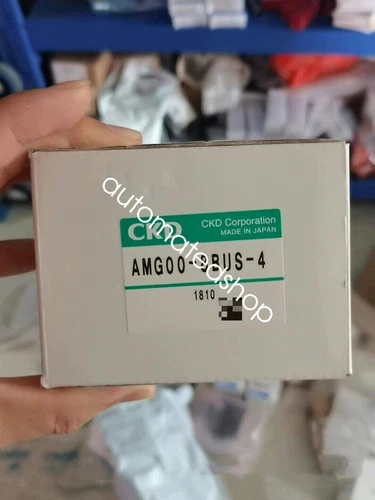 CKD
CKD Corporation
MADE IN JAPAN
1810
automatedshop